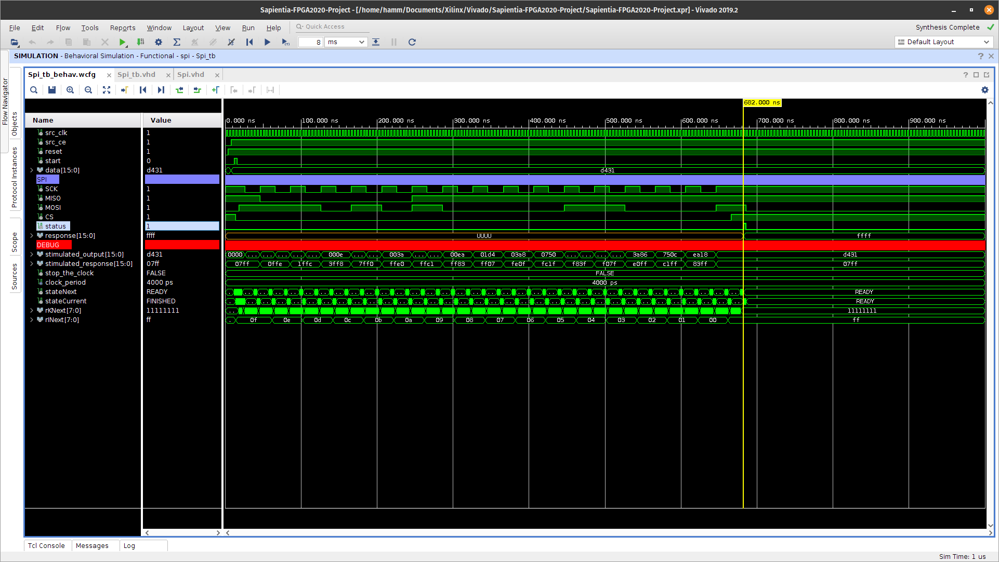 Sapientia-FPGA2020-Project - [/home/hamm/Documents/Xilinx/Vivado/Sapientia-FPGA2020-Project/Sapientia-FPGA2020-Project.xpr] - Vivado 2019.2
File Edit Flow Tools Reports Window Layout View Run Help Quick Access Synthesis Complete
8 ms Default Layout
SIMULATION - Behavioral Simulation - Functional - spi - Spi_tb
Flow Navigator
Objects
Protocol Instances
Scope
Sources
Spi_tb_behav.wcfg Spi_tb.vhd Spi.vhd
682.000 ns
Name Value 0.000 ns 100.000 ns 200.000 ns 300.000 ns 400.000 ns 500.000 ns 600.000 ns 700.000 ns 800.000 ns 900.000 ns
src_clk 1
src_ce 1
reset 1
start 0
data[15:0] d431 d431
SPI
SCK 1
MISO 1
MOSI 1
CS 1
status 1
response[15:0] ffff UUUU ffff
DEBUG
stimulated_output[15:0] d431 0000 ... ... ... ... ... 000e ... ... 003a ... ... 00ea 01d4 03a8 0750 ... ... ... ... 3a86 750c ea18 d431
stimulated_response[15:0] 07ff 07ff 0ffe 1ffc 3ff8 7ff0 ffe0 ffc1 ff83 ff07 fe0f fc1f f83f f07f e0ff c1ff 83ff 07ff
stop_the_clock FALSE FALSE
clock_period 4000 ps 4000 ps
stateNext READY READY
stateCurrent FINISHED READY
rKNext[7:0] 11111111 11111111
rINext[7:0] ff 0f 0e 0d 0c 0b 0a 09 08 07 06 05 04 03 02 01 00 ff
Tcl Console Messages Log
Sim Time: 1 us